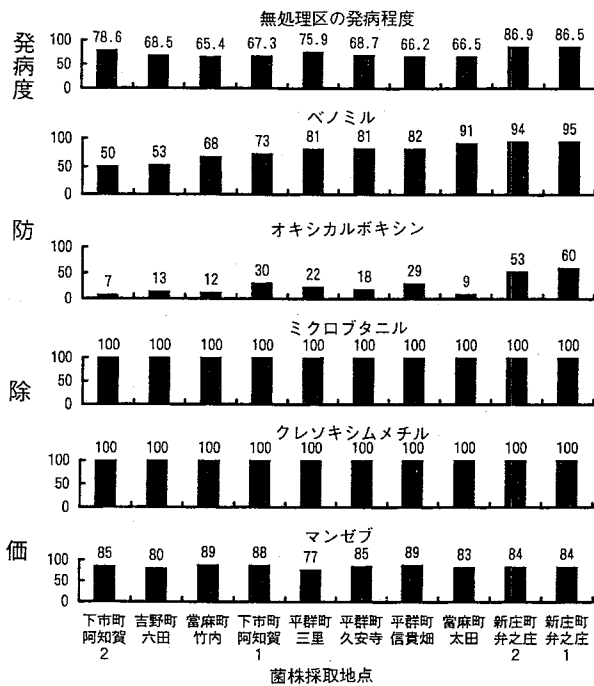 無処理区の発病程度
発病度
100
50
0
78.6 68.5 65.4 67.3 75.9 68.7 66.2 66.5 86.9 86.5
ベノミル
100
50
0
50 53 68 73 81 81 82 91 94 95
防除価
オキシカルボキシン
100
50
0
7 13 12 30 22 18 29 9 53 60
ミクロブタニル
100
50
0
100 100 100 100 100 100 100 100 100 100
クレソキシムメチル
100
50
0
100 100 100 100 100 100 100 100 100 100
マンゼブ
100
50
0
85 80 89 88 77 85 89 83 84 84
下市町 吉野町 當麻町 下市町 平群町 平群町 平群町 當麻町 新庄町 新庄町
阿知賀 六田 竹内 阿知賀 三里 久安寺 信貴畑 太田 弁之庄 弁之庄
2 1 2 1
菌株採取地点